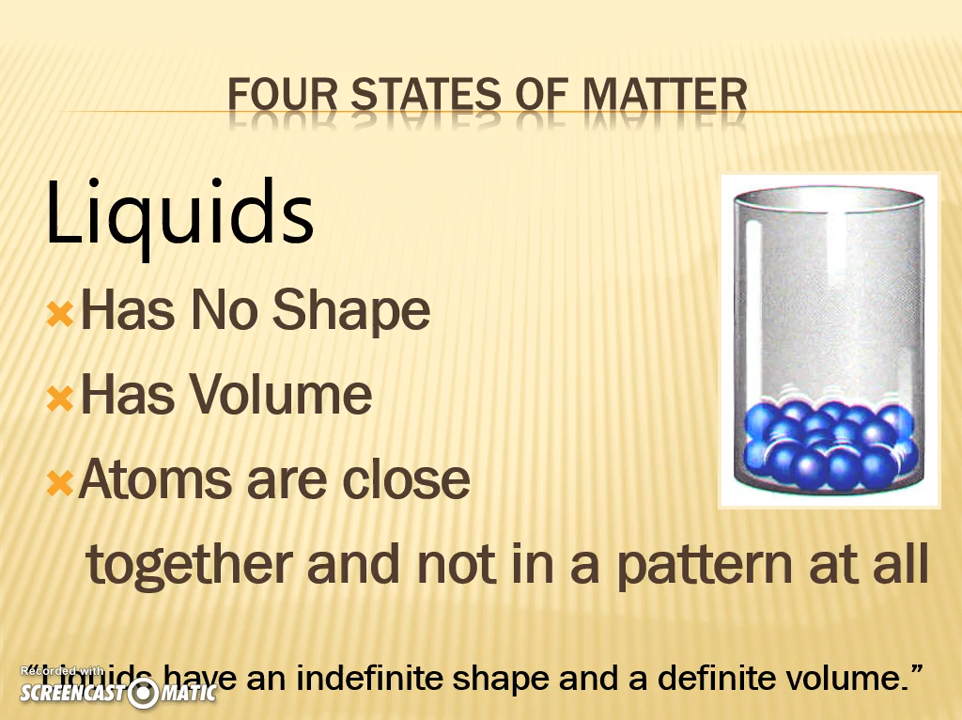 FOUR STATES OF MATTER
Liquids
Has No Shape
Has Volume
Atoms are close
together and not in a pattern at all
“Liquids have an indefinite shape and a definite volume.”
Recorded with
SCREENCAST MATIC